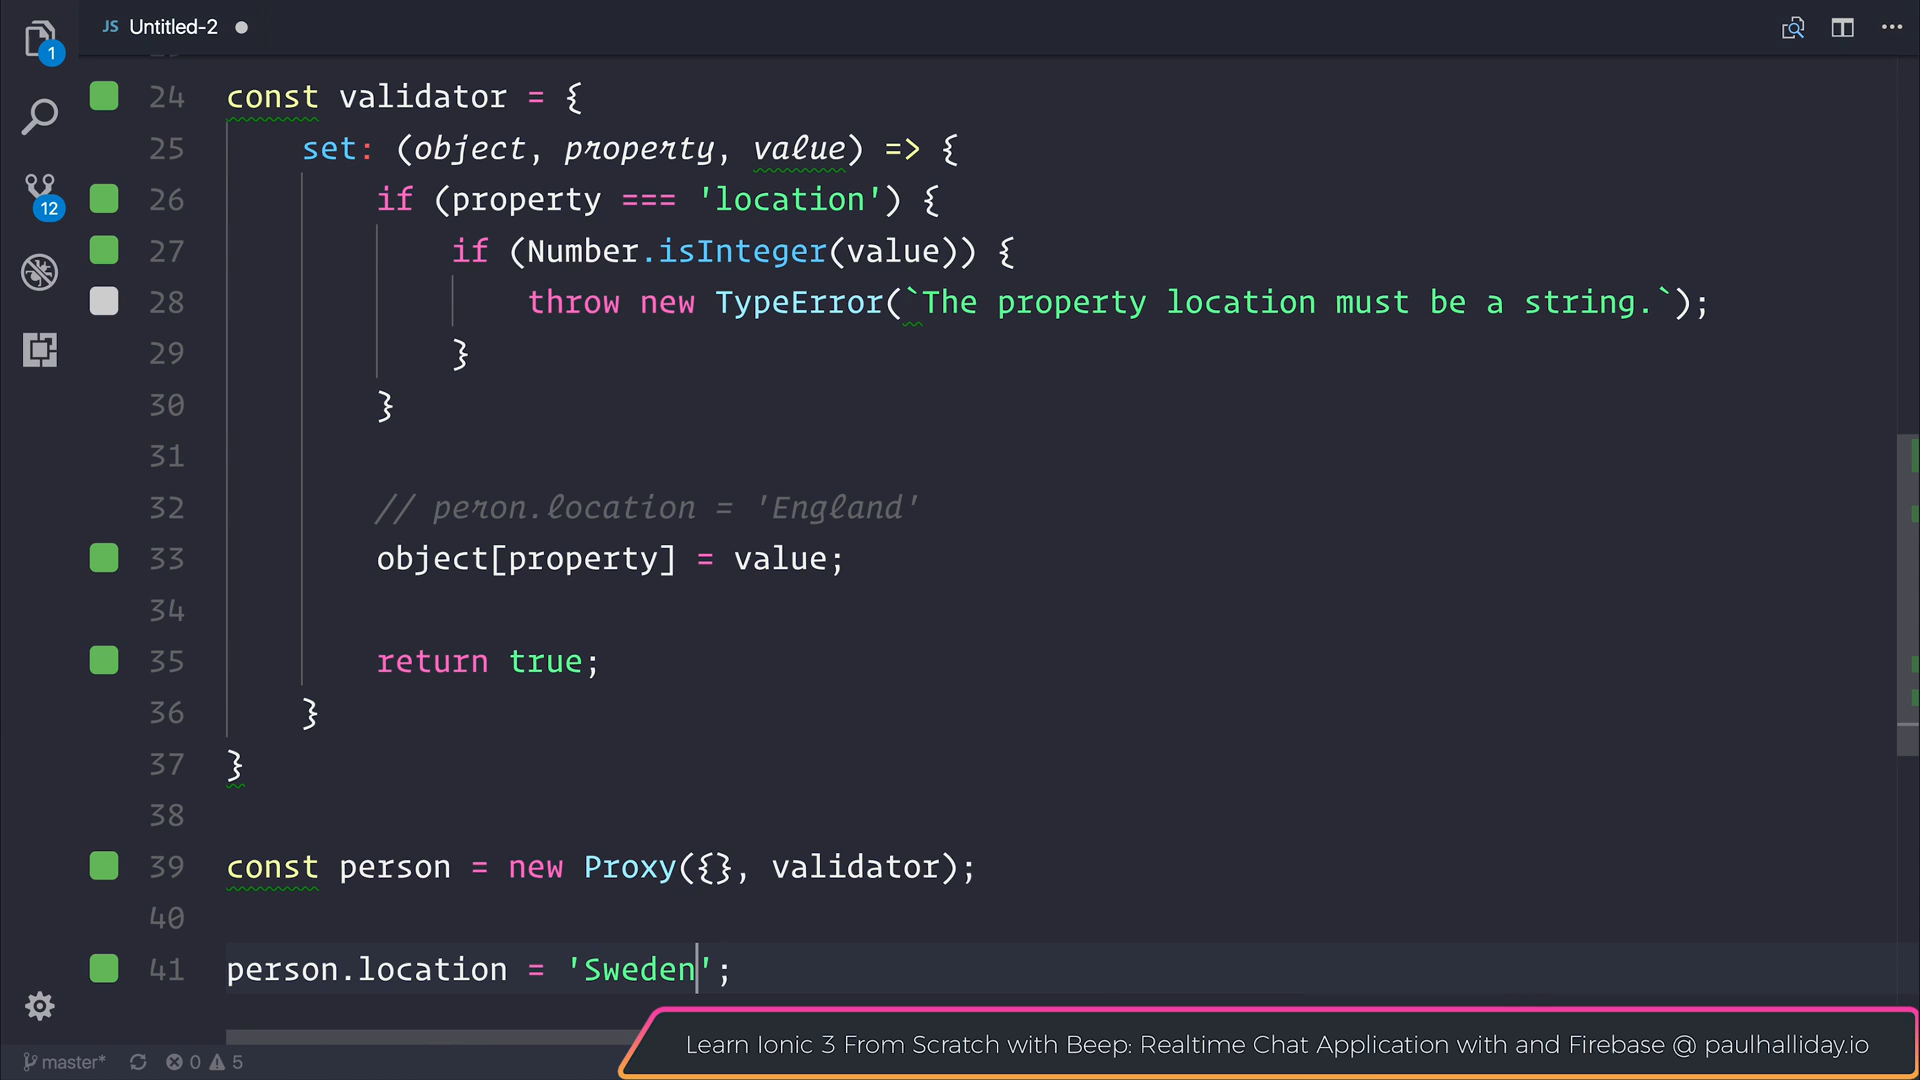 JS Untitled-2
1
12
24 const validator = {
25 set: (object, property, value) => {
26 if (property === 'location') {
27 if (Number.isInteger(value)) {
28 throw new TypeError(`The property location must be a string.`);
29 }
30 }
31
32 // peron.location = 'England'
33 object[property] = value;
34
35 return true;
36 }
37 }
38
39 const person = new Proxy({}, validator);
40
41 person.location = 'Sweden';
Learn Ionic 3 From Scratch with Beep: Realtime Chat Application with and Firebase @ paulhalliday.io
master* 0 5